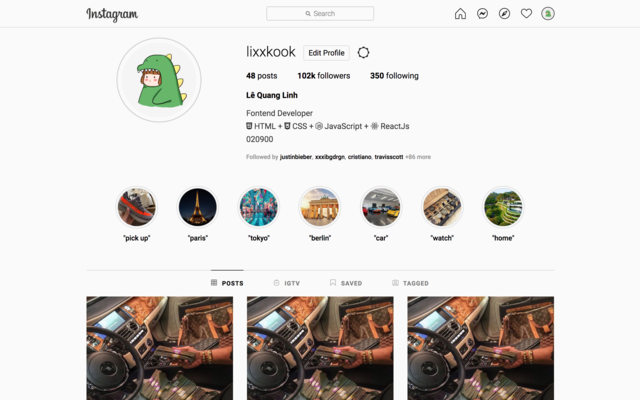 Instagram
Search
lixxkook Edit Profile
48 posts 102k followers 350 following
Lê Quang Linh
Fontend Developer
HTML + CSS + JavaScript + ReactJs
020900
Followed by justinbieber, xxxibgdrgn, cristiano, travisscott +86 more
"pick up" "paris" "tokyo" "berlin" "car" "watch" "home"
POSTS IGTV SAVED TAGGED